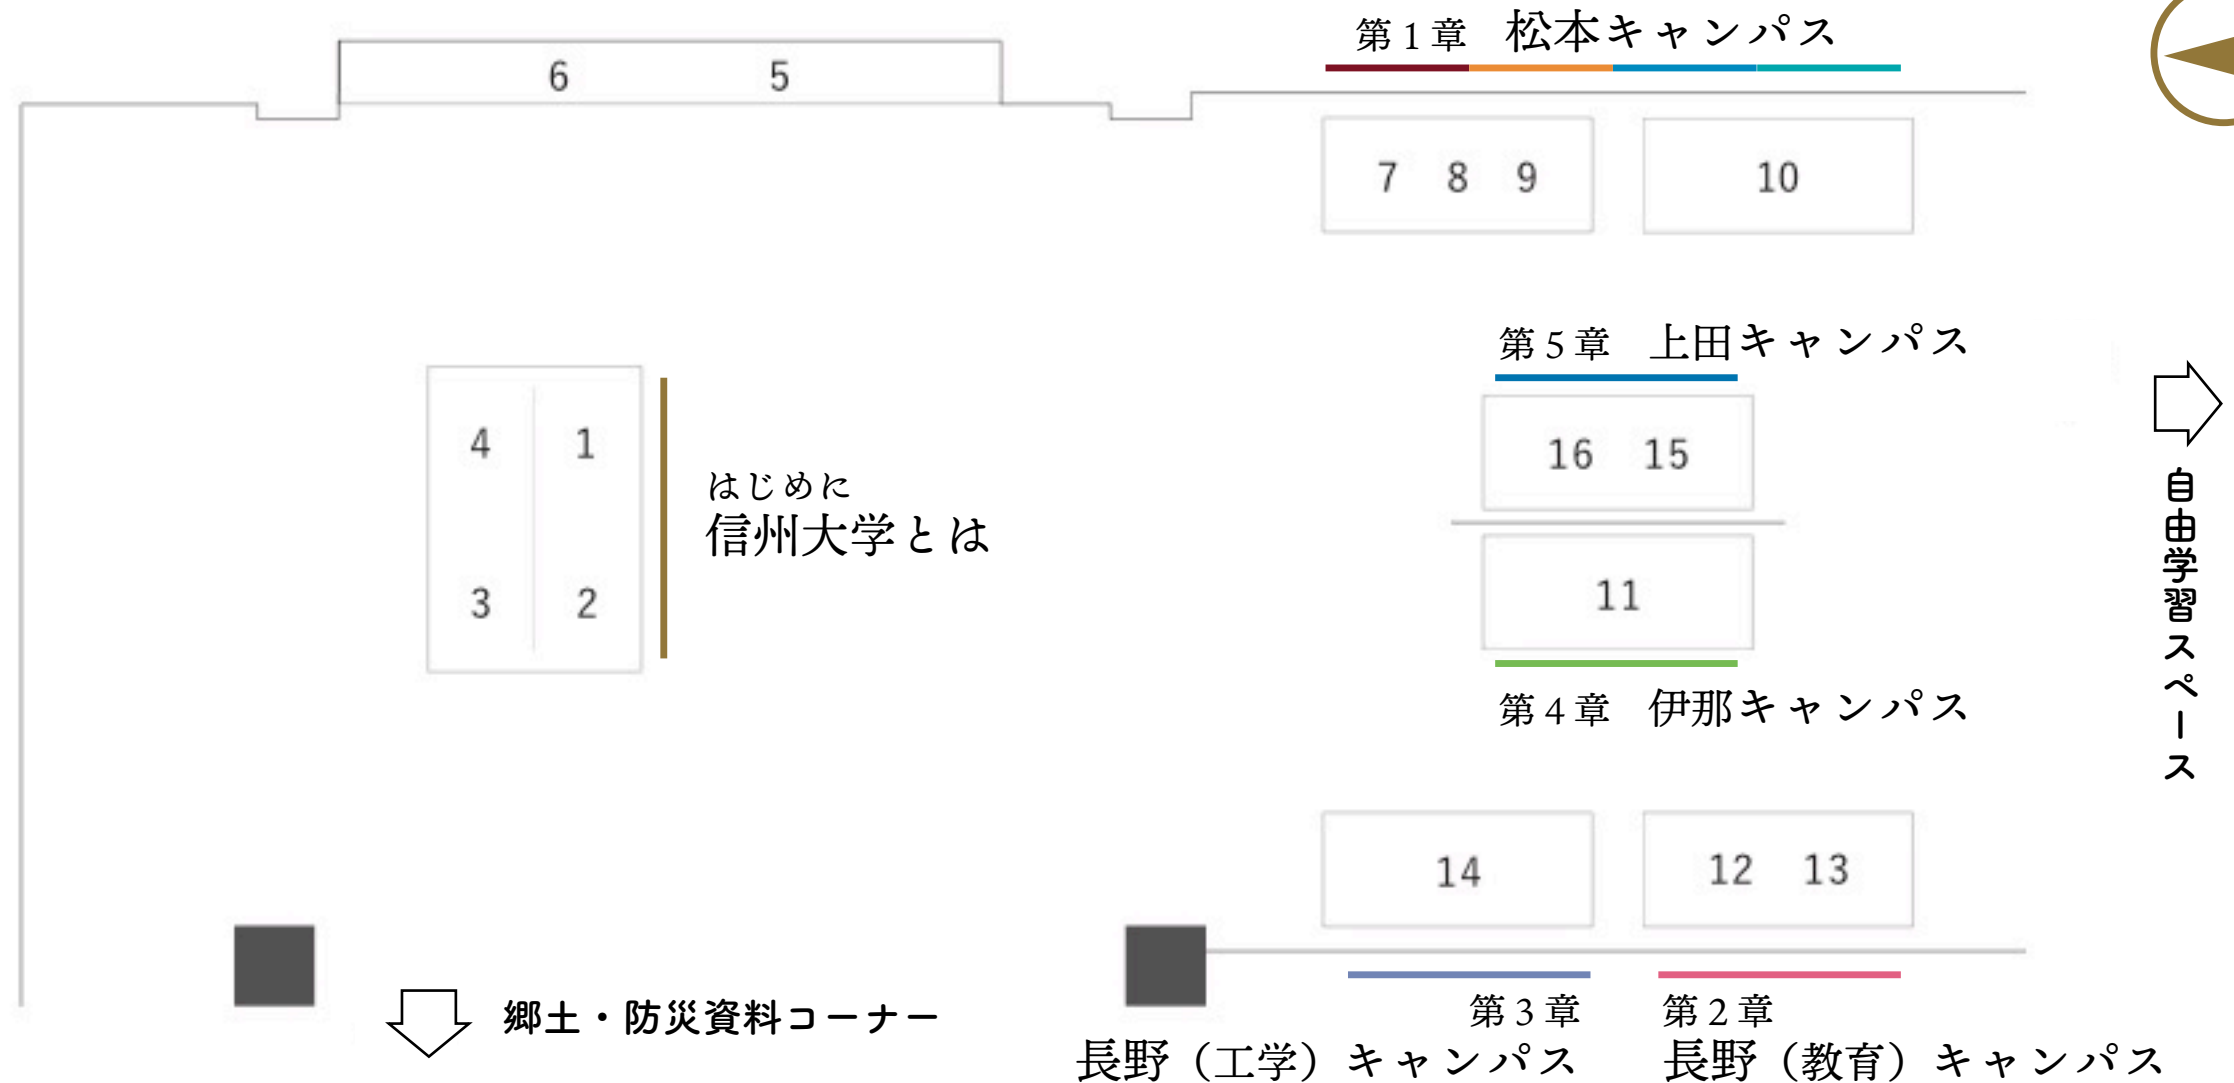 第1章 松本キャンパス
6 5
7 8 9 10
第5章 上田キャンパス
16 15
4 1
はじめに
信州大学とは
3 2
11
第4章 伊那キャンパス
自由学習スペース
14 12 13
郷土・防災資料コーナー
第3章
長野（工学）キャンパス
第2章
長野（教育）キャンパス